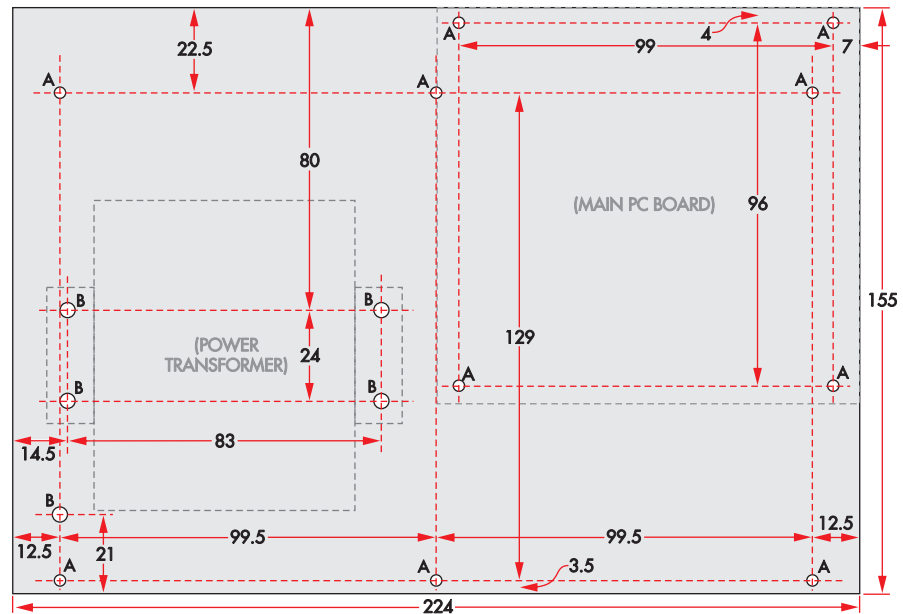 4
A
A
22.5
99
7
A
A
A
80
(MAIN PC BOARD)
96
B
B
155
129
(POWER
TRANSFORMER)
24
A
A
B
B
83
14.5
B
12.5
99.5
99.5
12.5
21
A
A
3.5
A
224